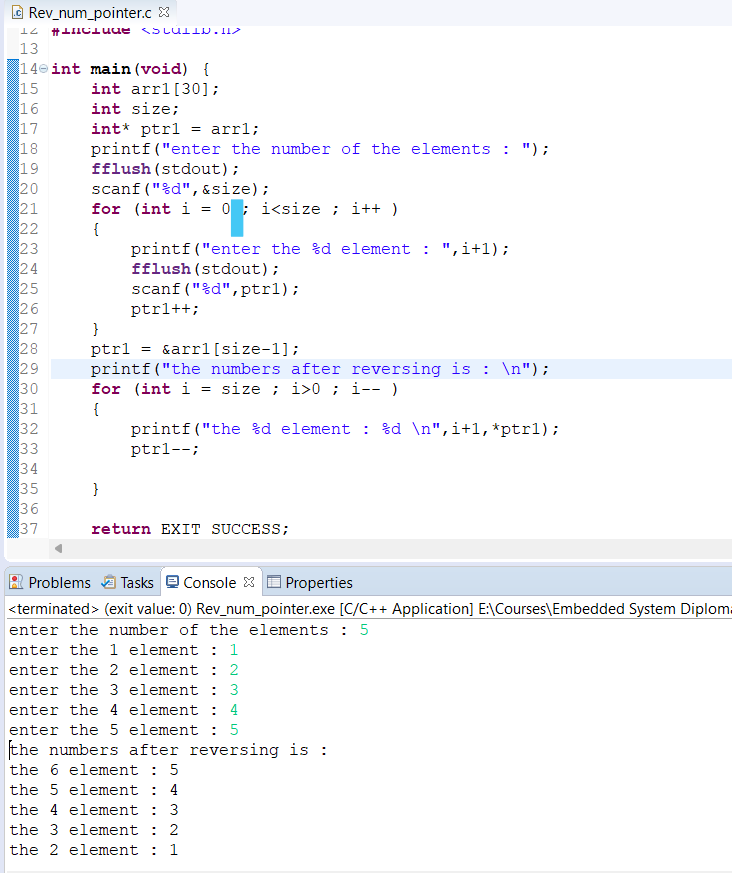 Rev_num_pointer.c
12 #include <stdlib.h>
13
14 int main(void) {
15 int arr1[30];
16 int size;
17 int* ptr1 = arr1;
18 printf("enter the number of the elements : ");
19 fflush(stdout);
20 scanf("%d",&size);
21 for (int i = 0 ; i<size ; i++ )
22 {
23 printf("enter the %d element : ",i+1);
24 fflush(stdout);
25 scanf("%d",ptr1);
26 ptr1++;
27 }
28 ptr1 = &arr1[size-1];
29 printf("the numbers after reversing is : \n");
30 for (int i = size ; i>0 ; i-- )
31 {
32 printf("the %d element : %d \n",i+1,*ptr1);
33 ptr1--;
34
35 }
36
37 return EXIT_SUCCESS;
Problems Tasks Console Properties
<terminated> (exit value: 0) Rev_num_pointer.exe [C/C++ Application] E:\Courses\Embedded System Diploma
enter the number of the elements : 5
enter the 1 element : 1
enter the 2 element : 2
enter the 3 element : 3
enter the 4 element : 4
enter the 5 element : 5
the numbers after reversing is :
the 6 element : 5
the 5 element : 4
the 4 element : 3
the 3 element : 2
the 2 element : 1